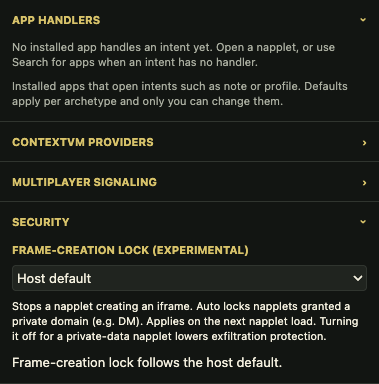 APP HANDLERS
No installed app handles an intent yet. Open a napplet, or use
Search for apps when an intent has no handler.
Installed apps that open intents such as note or profile. Defaults
apply per archetype and only you can change them.
CONTEXTVM PROVIDERS
MULTIPLAYER SIGNALING
SECURITY
FRAME-CREATION LOCK (EXPERIMENTAL)
Host default
Stops a napplet creating an iframe. Auto locks napplets granted a
private domain (e.g. DM). Applies on the next napplet load. Turning
it off for a private-data napplet lowers exfiltration protection.
Frame-creation lock follows the host default.